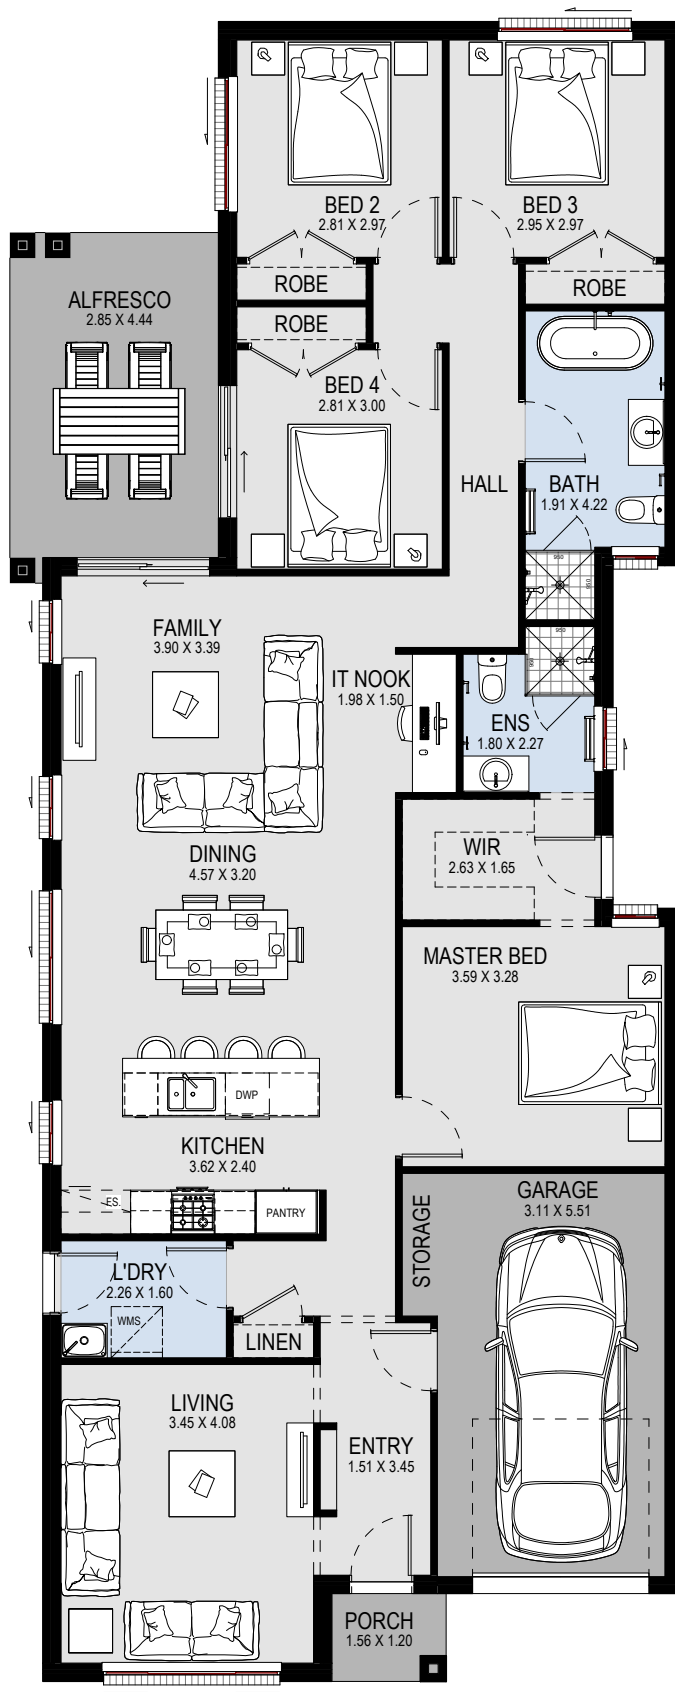 BED 2
2.81 X 2.97
BED 3
2.95 X 2.97
ROBE
ROBE
ALFRESCO
2.85 X 4.44
ROBE
BED 4
2.81 X 3.00
HALL
BATH
1.91 X 4.22
950
950
FAMILY
3.90 X 3.39
950
IT NOOK
1.98 X 1.50
ENS
1.80 X 2.27
DINING
4.57 X 3.20
WIR
2.63 X 1.65
MASTER BED
3.59 X 3.28
DWP
KITCHEN
3.62 X 2.40
FS.
PANTRY
GARAGE
3.11 X 5.51
STORAGE
L'DRY
2.26 X 1.60
WMS
LINEN
LIVING
3.45 X 4.08
ENTRY
1.51 X 3.45
PORCH
1.56 X 1.20